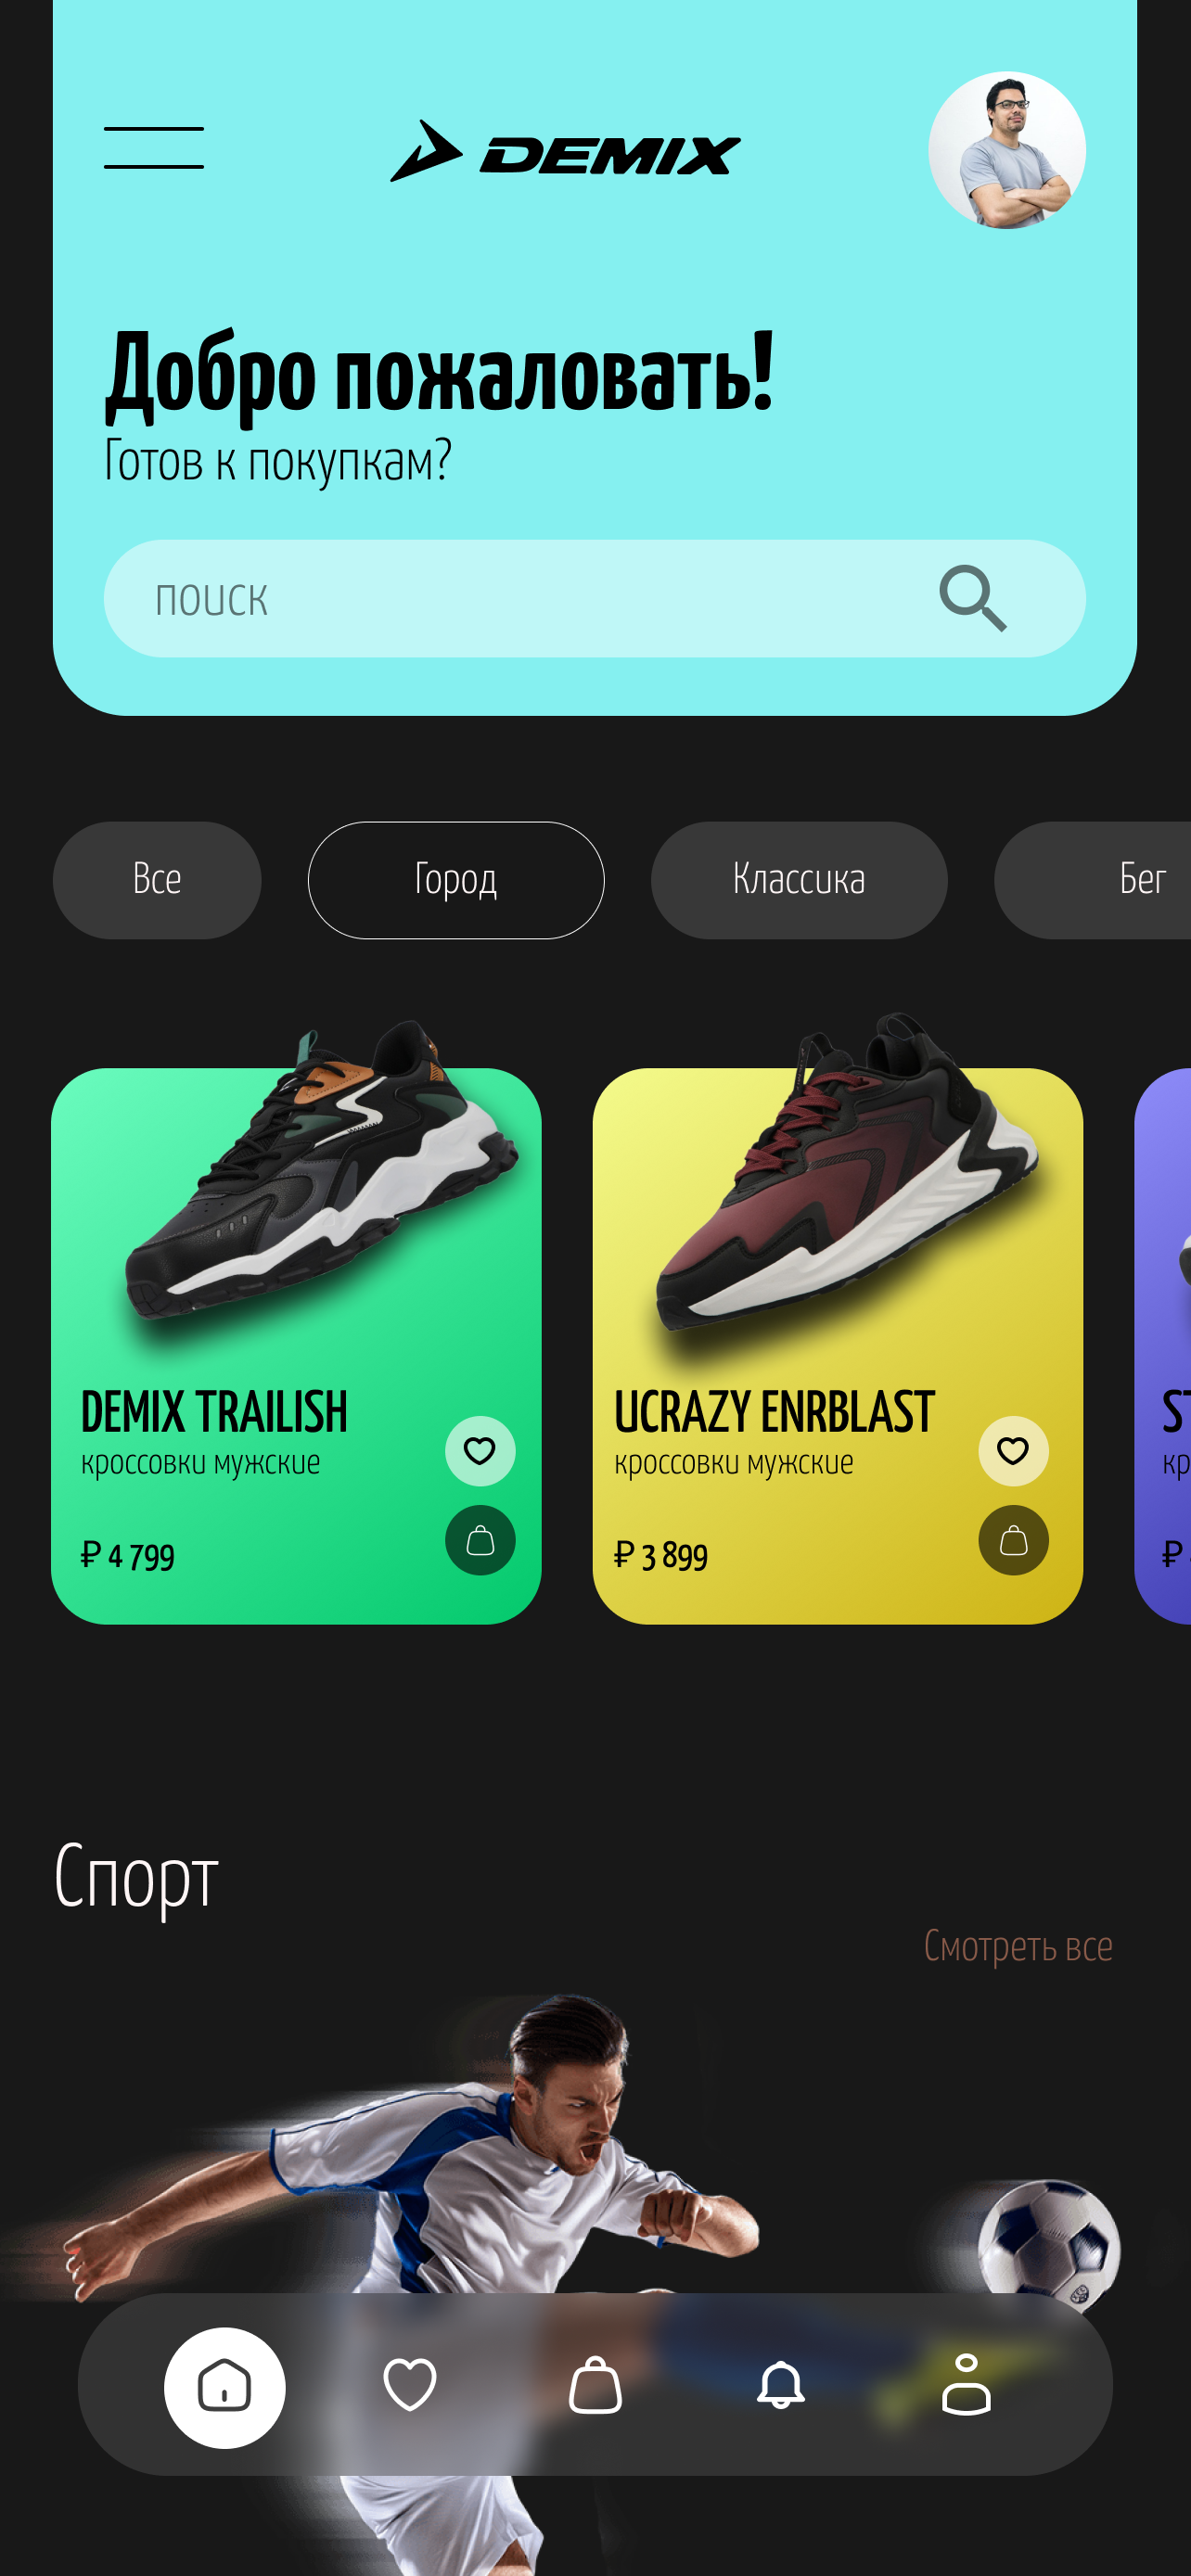 DEMIX
Добро пожаловать!
Готов к покупкам?
поиск
Все
Город
Классика
Бег
DEMIX TRAILISH
кроссовки мужские
₽ 4 799
UCRAZY ENRBLAST
кроссовки мужские
₽ 3 899
ST
кр
₽
Спорт
Смотреть все